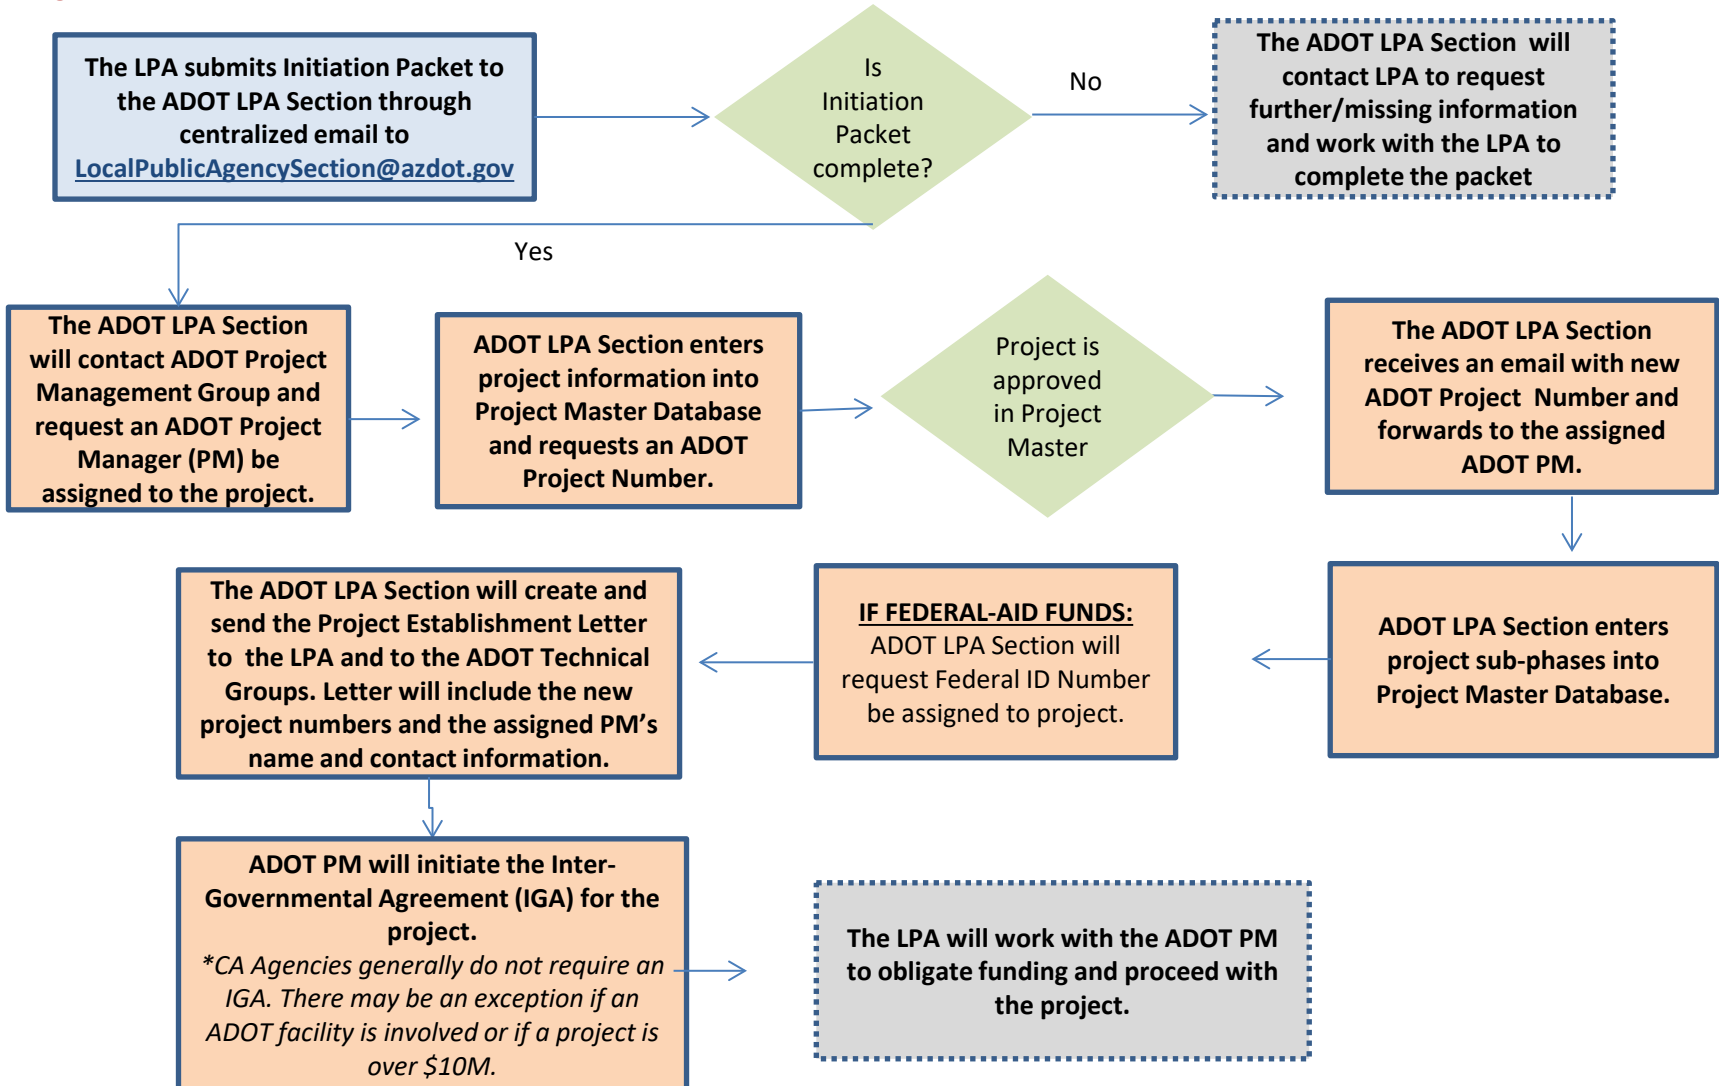 The LPA submits Initiation Packet to
the ADOT LPA Section through
centralized email to
LocalPublicAgencySection@azdot.gov
Is
Initiation
Packet
complete?
No
The ADOT LPA Section will
contact LPA to request
further/missing information
and work with the LPA to
complete the packet
Yes
The ADOT LPA Section
will contact ADOT Project
Management Group and
request an ADOT Project
Manager (PM) be
assigned to the project.
ADOT LPA Section enters
project information into
Project Master Database
and requests an ADOT
Project Number.
Project is
approved
in Project
Master
The ADOT LPA Section
receives an email with new
ADOT Project Number and
forwards to the assigned
ADOT PM.
The ADOT LPA Section will create and
send the Project Establishment Letter
to the LPA and to the ADOT Technical
Groups. Letter will include the new
project numbers and the assigned PM’s
name and contact information.
IF FEDERAL-AID FUNDS:
ADOT LPA Section will
request Federal ID Number
be assigned to project.
ADOT LPA Section enters
project sub-phases into
Project Master Database.
ADOT PM will initiate the Inter-
Governmental Agreement (IGA) for the
project.
*CA Agencies generally do not require an
IGA. There may be an exception if an
ADOT facility is involved or if a project is
over $10M.
The LPA will work with the ADOT PM
to obligate funding and proceed with
the project.